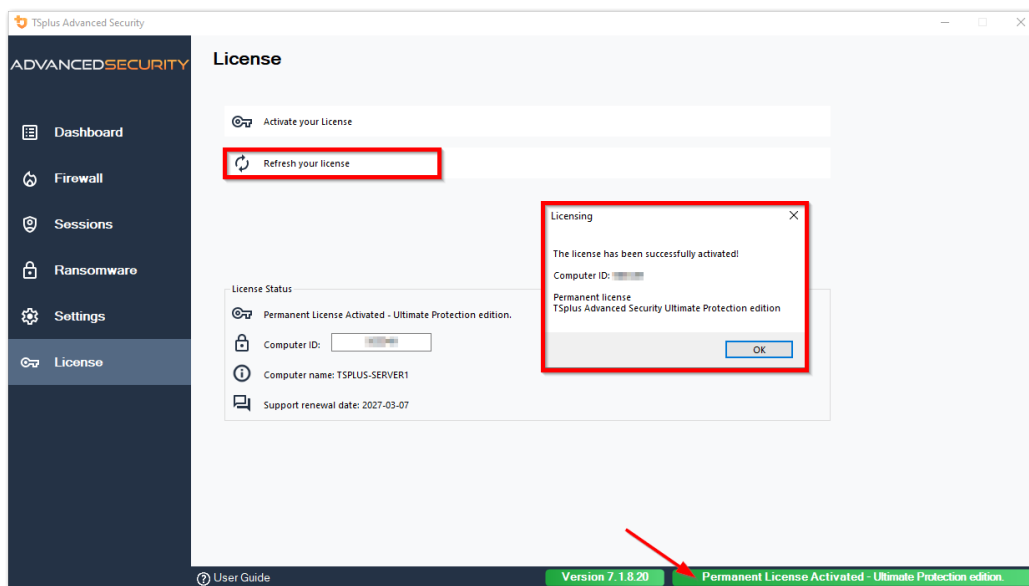 TSplus Advanced Security
ADVANCEDSECURITY
License
Dashboard
Firewall
Sessions
Ransomware
Settings
License
Activate your License
Refresh your license
Licensing
The license has been successfully activated!
Computer ID:
Permanent license
TSplus Advanced Security Ultimate Protection edition
OK
License Status
Permanent License Activated - Ultimate Protection edition.
Computer ID:
Computer name: TSPLUS-SERVER1
Support renewal date: 2027-03-07
User Guide
Version 7.1.8.20
Permanent License Activated - Ultimate Protection edition.